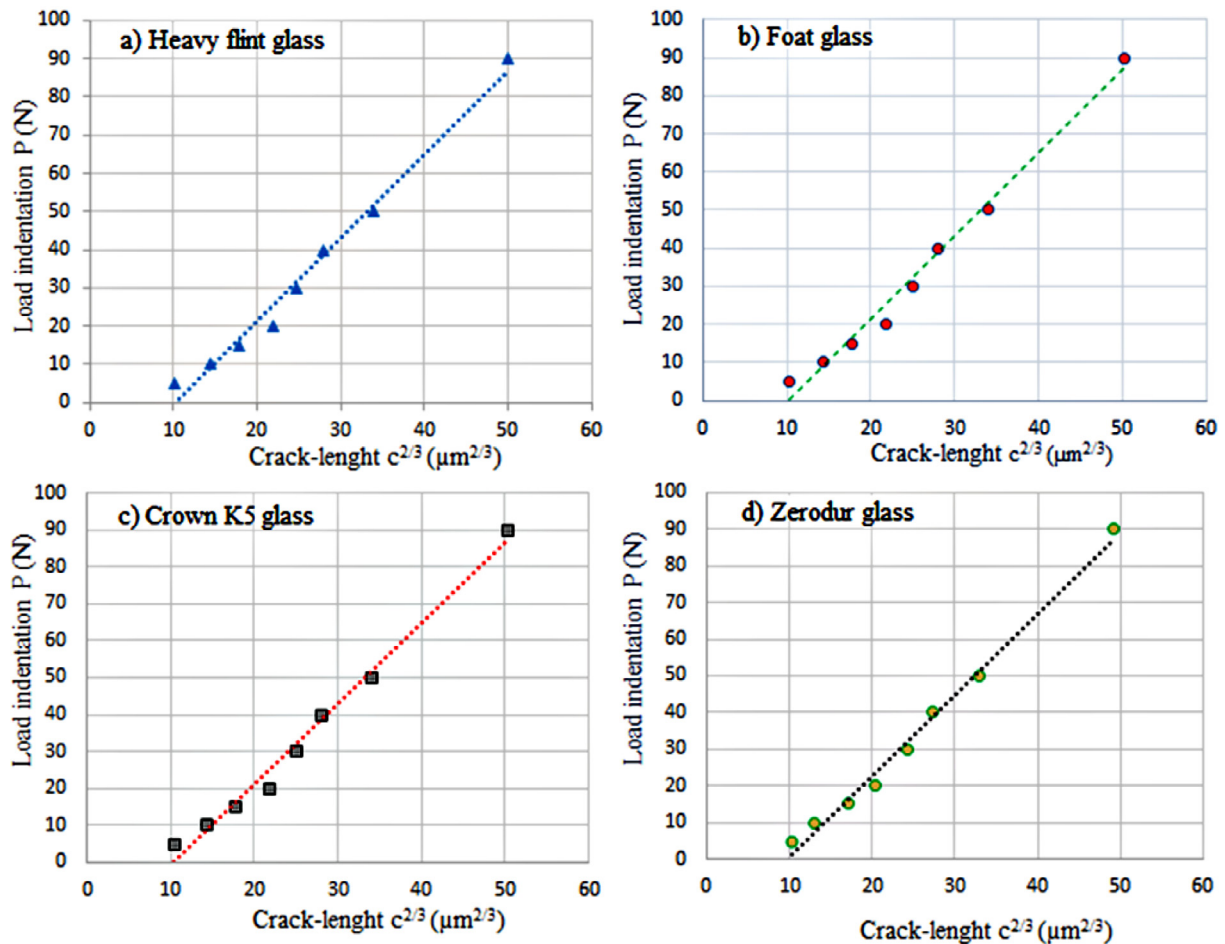 a) Heavy flint glass
Load indentation P (N)
100
90
80
70
60
50
40
30
20
10
0
0 10 20 30 40 50 60
Crack-lenght c^{2/3} (μm^{2/3})
b) Foat glass
Load indentation P (N)
100
90
80
70
60
50
40
30
20
10
0
0 10 20 30 40 50 60
Crack-lenght c^{2/3} (μm^{2/3})
c) Crown K5 glass
Load indentation P (N)
100
90
80
70
60
50
40
30
20
10
0
0 10 20 30 40 50 60
Crack-lenght c^{2/3} (μm^{2/3})
d) Zerodur glass
Load indentation P (N)
100
90
80
70
60
50
40
30
20
10
0
0 10 20 30 40 50 60
Crack-lenght c^{2/3} (μm^{2/3})